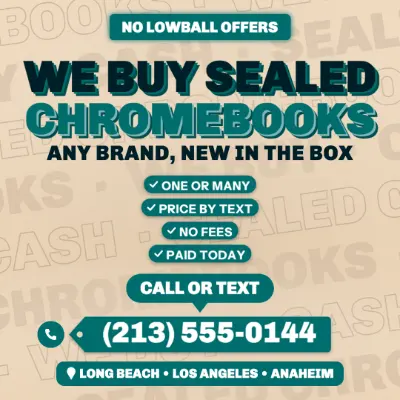 NO LOWBALL OFFERS
WE BUY SEALED
CHROMEBOOKS
ANY BRAND, NEW IN THE BOX
ONE OR MANY
PRICE BY TEXT
NO FEES
PAID TODAY
CALL OR TEXT
(213) 555-0144
LONG BEACH • LOS ANGELES • ANAHEIM